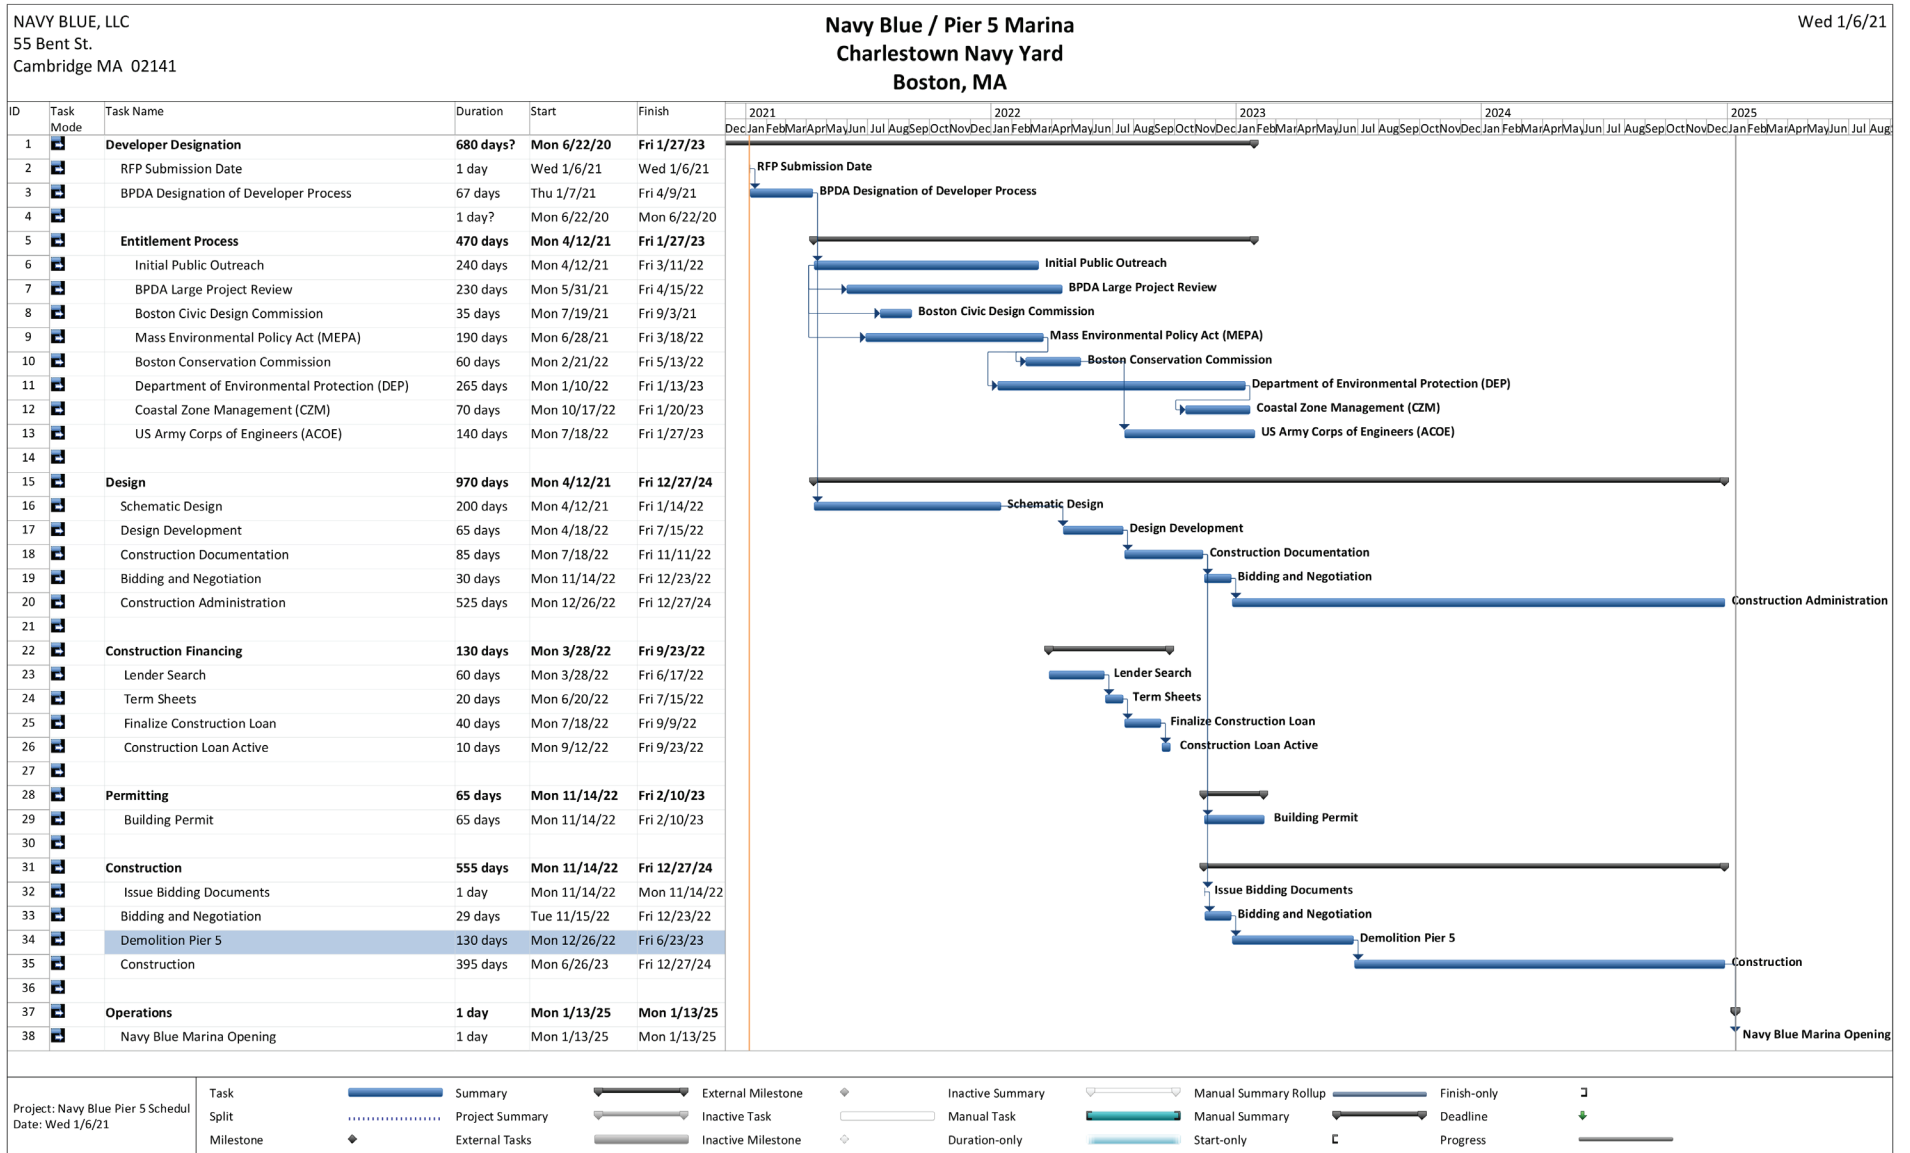 NAVY BLUE, LLC
55 Bent St.
Cambridge MA  02141
Navy Blue / Pier 5 Marina
Charlestown Navy Yard
Boston, MA
Wed 1/6/21
ID Task Mode Task Name Duration Start Finish
2021 2022 2023 2024 2025
Dec Jan Feb Mar Apr May Jun Jul Aug Sep Oct Nov Dec Jan Feb Mar Apr May Jun Jul Aug Sep Oct Nov Dec Jan Feb Mar Apr May Jun Jul Aug Sep Oct Nov Dec Jan Feb Mar Apr May Jun Jul Aug Sep Oct Nov Dec Jan Feb Mar Apr May Jun Jul Aug
1 Developer Designation 680 days? Mon 6/22/20 Fri 1/27/23
2 RFP Submission Date 1 day Wed 1/6/21 Wed 1/6/21 RFP Submission Date
3 BPDA Designation of Developer Process 67 days Thu 1/7/21 Fri 4/9/21 BPDA Designation of Developer Process
4 1 day? Mon 6/22/20 Mon 6/22/20
5 Entitlement Process 470 days Mon 4/12/21 Fri 1/27/23
6 Initial Public Outreach 240 days Mon 4/12/21 Fri 3/11/22 Initial Public Outreach
7 BPDA Large Project Review 230 days Mon 5/31/21 Fri 4/15/22 BPDA Large Project Review
8 Boston Civic Design Commission 35 days Mon 7/19/21 Fri 9/3/21 Boston Civic Design Commission
9 Mass Environmental Policy Act (MEPA) 190 days Mon 6/28/21 Fri 3/18/22 Mass Environmental Policy Act (MEPA)
10 Boston Conservation Commission 60 days Mon 2/21/22 Fri 5/13/22 Boston Conservation Commission
11 Department of Environmental Protection (DEP) 265 days Mon 1/10/22 Fri 1/13/23 Department of Environmental Protection (DEP)
12 Coastal Zone Management (CZM) 70 days Mon 10/17/22 Fri 1/20/23 Coastal Zone Management (CZM)
13 US Army Corps of Engineers (ACOE) 140 days Mon 7/18/22 Fri 1/27/23 US Army Corps of Engineers (ACOE)
14
15 Design 970 days Mon 4/12/21 Fri 12/27/24
16 Schematic Design 200 days Mon 4/12/21 Fri 1/14/22 Schematic Design
17 Design Development 65 days Mon 4/18/22 Fri 7/15/22 Design Development
18 Construction Documentation 85 days Mon 7/18/22 Fri 11/11/22 Construction Documentation
19 Bidding and Negotiation 30 days Mon 11/14/22 Fri 12/23/22 Bidding and Negotiation
20 Construction Administration 525 days Mon 12/26/22 Fri 12/27/24 Construction Administration
21
22 Construction Financing 130 days Mon 3/28/22 Fri 9/23/22
23 Lender Search 60 days Mon 3/28/22 Fri 6/17/22 Lender Search
24 Term Sheets 20 days Mon 6/20/22 Fri 7/15/22 Term Sheets
25 Finalize Construction Loan 40 days Mon 7/18/22 Fri 9/9/22 Finalize Construction Loan
26 Construction Loan Active 10 days Mon 9/12/22 Fri 9/23/22 Construction Loan Active
27
28 Permitting 65 days Mon 11/14/22 Fri 2/10/23
29 Building Permit 65 days Mon 11/14/22 Fri 2/10/23 Building Permit
30
31 Construction 555 days Mon 11/14/22 Fri 12/27/24
32 Issue Bidding Documents 1 day Mon 11/14/22 Mon 11/14/22 Issue Bidding Documents
33 Bidding and Negotiation 29 days Tue 11/15/22 Fri 12/23/22 Bidding and Negotiation
34 Demolition Pier 5 130 days Mon 12/26/22 Fri 6/23/23 Demolition Pier 5
35 Construction 395 days Mon 6/26/23 Fri 12/27/24 Construction
36
37 Operations 1 day Mon 1/13/25 Mon 1/13/25
38 Navy Blue Marina Opening 1 day Mon 1/13/25 Mon 1/13/25 Navy Blue Marina Opening
Project: Navy Blue Pier 5 Schedul
Date: Wed 1/6/21
Task Summary External Milestone Inactive Summary Manual Summary Rollup Finish-only
Split Project Summary Inactive Task Manual Task Manual Summary Deadline
Milestone External Tasks Inactive Milestone Duration-only Start-only Progress